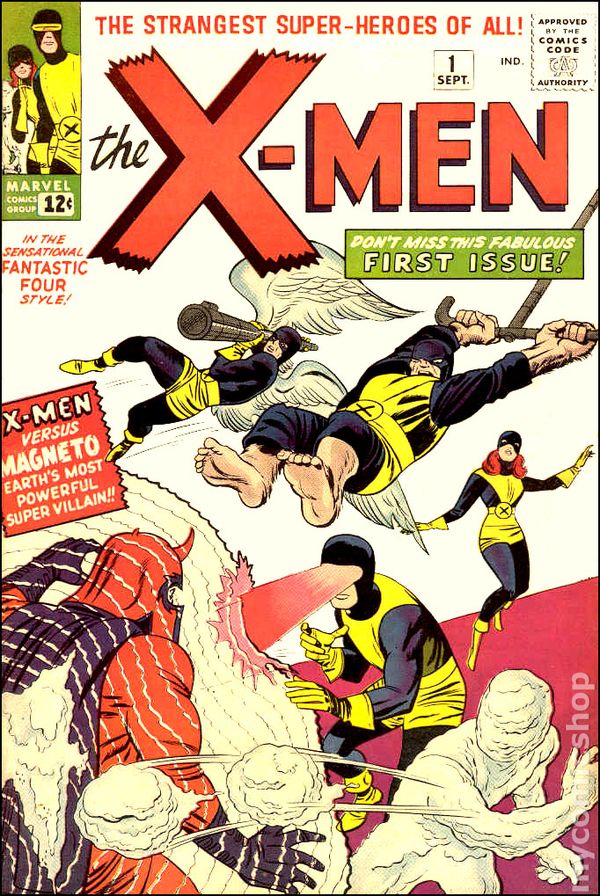 THE STRANGEST SUPER-HEROES OF ALL!
APPROVED
BY THE
COMICS
CODE
CA
AUTHORITY
1
SEPT.
IND.
the X-MEN
MARVEL
COMICS
GROUP
12¢
IN THE
SENSATIONAL
FANTASTIC
FOUR
STYLE!
DON'T MISS THIS FABULOUS
FIRST ISSUE!
X-MEN
VERSUS
MAGNETO
EARTH'S MOST
POWERFUL
SUPER VILLAIN!!
mycomicshop